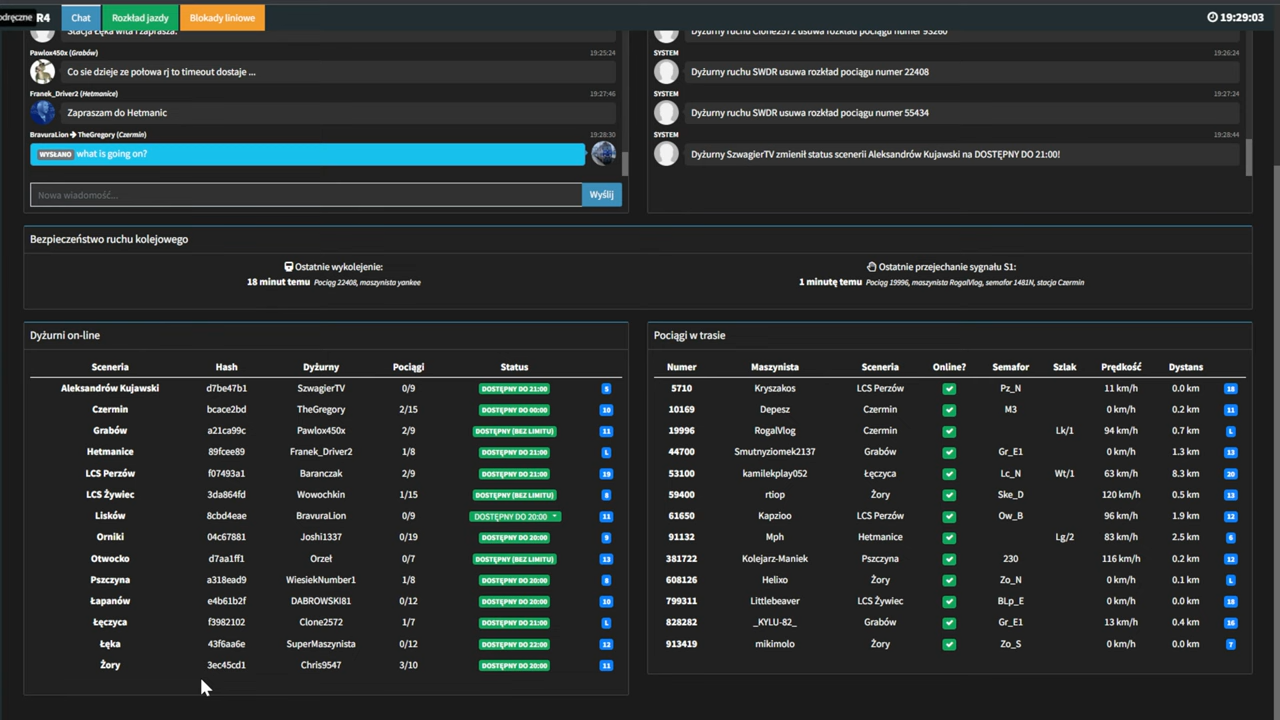 odręczne R4 Chat Rozkład jazdy Blokady liniowe 19:29:03
Stacja Łęka wita i zaprasza.
Pawlox450x (Grabów) 19:25:24
Co sie dzieje ze połowa rj to timeout dostaje ...
Franek_Driver2 (Hetmanice) 19:27:46
Zapraszam do Hetmanic
BravuraLion → TheGregory (Czermin) 19:28:30
WYSŁANO what is going on?
Nowa wiadomość... Wyślij
Dyżurny ruchu Clone2572 usuwa rozkład pociągu numer 93260
SYSTEM 19:26:24
Dyżurny ruchu SWDR usuwa rozkład pociągu numer 22408
SYSTEM 19:27:24
Dyżurny ruchu SWDR usuwa rozkład pociągu numer 55434
SYSTEM 19:28:44
Dyżurny SzwagierTV zmienił status scenerii Aleksandrów Kujawski na DOSTĘPNY DO 21:00!
Bezpieczeństwo ruchu kolejowego
Ostatnie wykolejenie:
18 minut temu Pociąg 22408, maszynista yankee
Ostatnie przejechanie sygnału S1:
1 minutę temu Pociąg 19996, maszynista RogalVlog, semafor 1481N, stacja Czermin
Dyżurni on-line
Sceneria Hash Dyżurny Pociągi Status
Aleksandrów Kujawski d7be47b1 SzwagierTV 0/9 DOSTĘPNY DO 21:00 5
Czermin bcace2bd TheGregory 2/15 DOSTĘPNY DO 00:00 10
Grabów a21ca99c Pawlox450x 2/9 DOSTĘPNY (BEZ LIMITU) 11
Hetmanice 89fcee89 Franek_Driver2 1/8 DOSTĘPNY DO 21:00 L
LCS Perzów f07493a1 Baranczak 2/9 DOSTĘPNY DO 21:00 19
LCS Żywiec 3da864fd Wowochkin 1/15 DOSTĘPNY (BEZ LIMITU) 8
Lisków 8cbd4eae BravuraLion 0/9 DOSTĘPNY DO 20:00 11
Orniki 04c67881 Joshi1337 0/19 DOSTĘPNY DO 20:00 9
Otwocko d7aa1ff1 Orzeł 0/7 DOSTĘPNY (BEZ LIMITU) 13
Pszczyna a318ead9 WiesiekNumber1 1/8 DOSTĘPNY DO 20:00 8
Łapanów e4b61b2f DABROWSKI81 0/12 DOSTĘPNY DO 20:00 10
Łęczyca f3982102 Clone2572 1/7 DOSTĘPNY DO 21:00 L
Łęka 43f6aa6e SuperMaszynista 0/12 DOSTĘPNY DO 22:00 12
Żory 3ec45cd1 Chris9547 3/10 DOSTĘPNY DO 20:00 11
Pociągi w trasie
Numer Maszynista Sceneria Online? Semafor Szlak Prędkość Dystans
5710 Kryszakos LCS Perzów Pz_N 11 km/h 0.0 km 18
10169 Depesz Czermin M3 0 km/h 0.2 km 11
19996 RogalVlog Czermin Lk/1 94 km/h 0.7 km L
44700 Smutnyziomek2137 Grabów Gr_E1 0 km/h 1.3 km 13
53100 kamilekplay052 Łęczyca Lc_N Wt/1 63 km/h 8.3 km 20
59400 rtiop Żory Ske_D 120 km/h 0.5 km 13
61650 Kapzioo LCS Perzów Ow_B 96 km/h 1.9 km 12
91132 Mph Hetmanice Lg/2 83 km/h 2.5 km 6
381722 Kolejarz-Maniek Pszczyna 230 116 km/h 0.2 km 12
608126 Helixo Żory Zo_N 0 km/h 0.1 km L
799311 Littlebeaver LCS Żywiec BLp_E 0 km/h 0.0 km 18
828282 _KYLU-82_ Grabów Gr_E1 13 km/h 0.4 km 16
913419 mikimolo Żory Zo_S 0 km/h 0.0 km 7